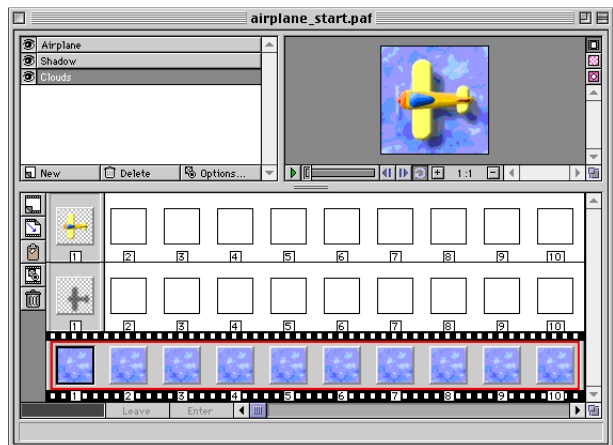 airplane_start.paf
Airplane
Shadow
Clouds
New Delete Options... 1:1
1 2 3 4 5 6 7 8 9 10
1 2 3 4 5 6 7 8 9 10
1 2 3 4 5 6 7 8 9 10
Leave Enter